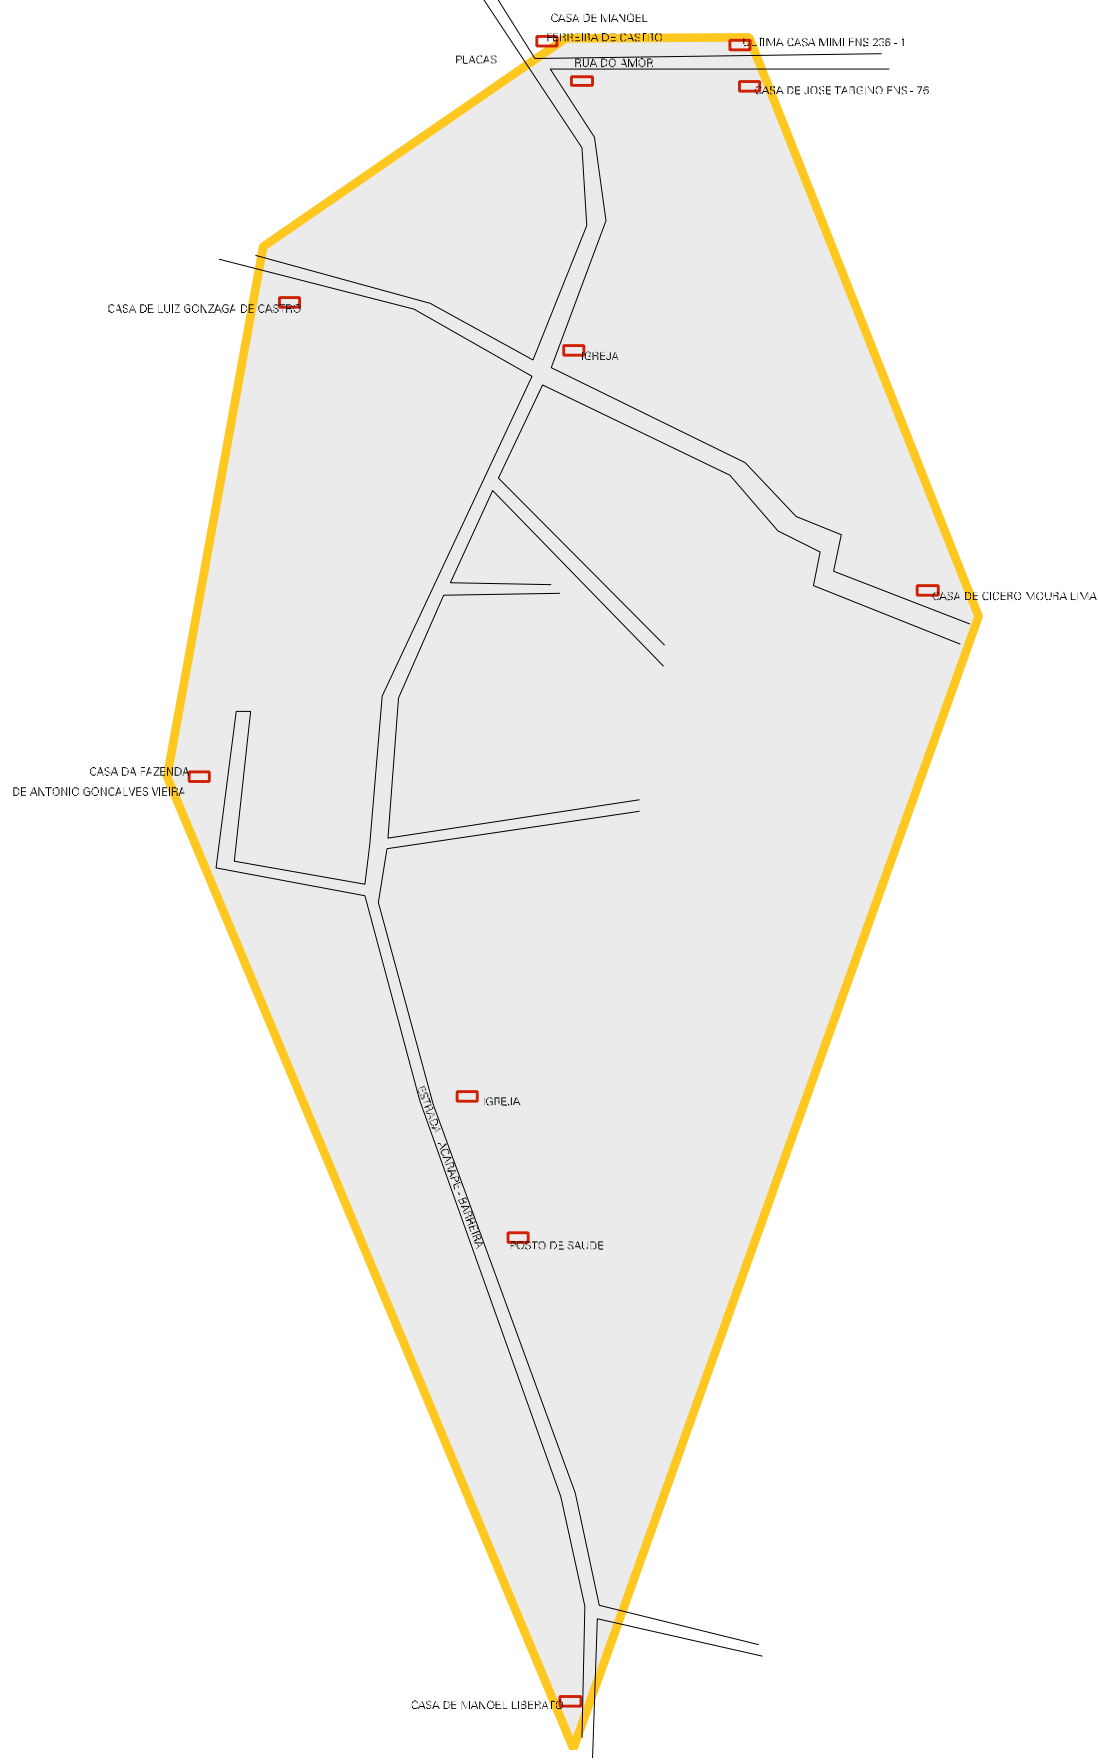 CASA DE MANOEL
FERREIRA DE CASTRO
ULTIMA CASA MIMI FNS 236 - 1
PLACAS
RUA DO AMOR
CASA DE JOSE TARGINO FNS - 76
CASA DE LUIZ GONZAGA DE CASTRO
IGREJA
CASA DE CICERO MOURA LIMA
CASA DA FAZENDA
DE ANTONIO GONCALVES VIEIRA
IGREJA
ESTRADA ACARAPE - BARREIRA
POSTO DE SAUDE
CASA DE MANOEL LIBERATO